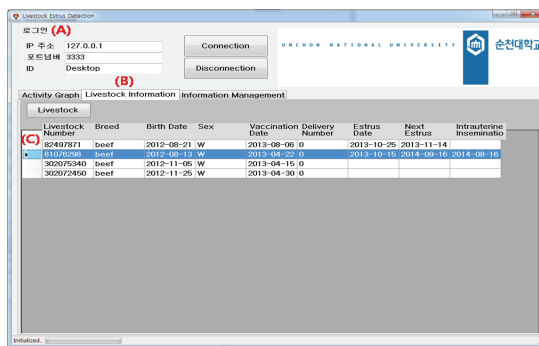 Livestock Estrus Detection
로그인 (A)
IP 주소 127.0.0.1
포트넘버 3333
ID Desktop
Connection
Disconnection
UNCHON NATIONAL UNIVERSITY
순천대학교
(B)
Activity Graph Livestock Information Information Management
Livestock
(C)
Livestock Number Breed Birth Date Sex Vaccination Date Delivery Number Estrus Date Next Estrus Intrauterine Inseminatio
82497871 beef 2012-08-21 W 2013-08-06 0 2013-10-25 2013-11-14
81076298 beef 2012-08-13 W 2013-04-22 0 2013-10-15 2014-09-16 2014-08-16
302075340 beef 2012-11-05 W 2013-04-15 0
302072450 beef 2012-11-25 W 2013-04-30 0
Initialized..